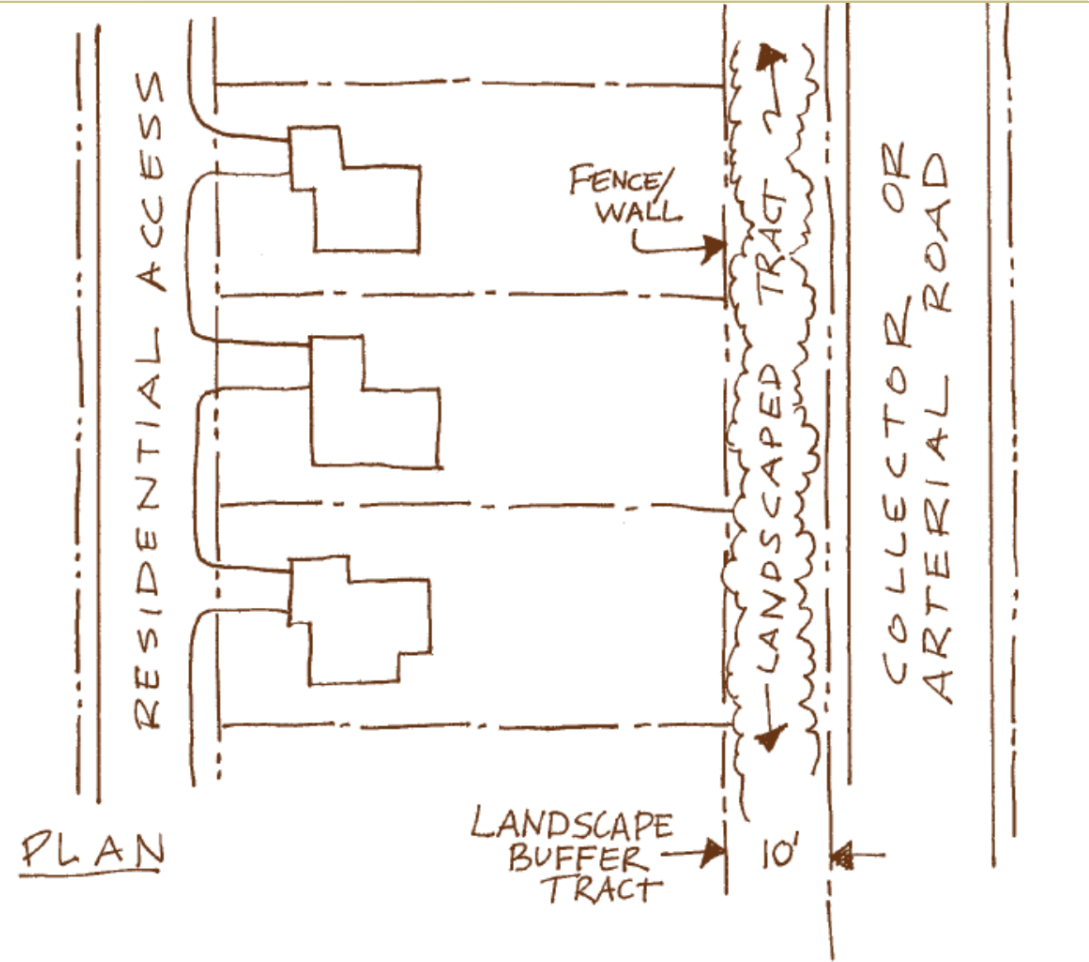 RESIDENTIAL ACCESS
FENCE/
WALL
LANDSCAPED TRACT
COLLECTOR OR
ARTERIAL ROAD
LANDSCAPE
BUFFER
TRACT
10'
PLAN